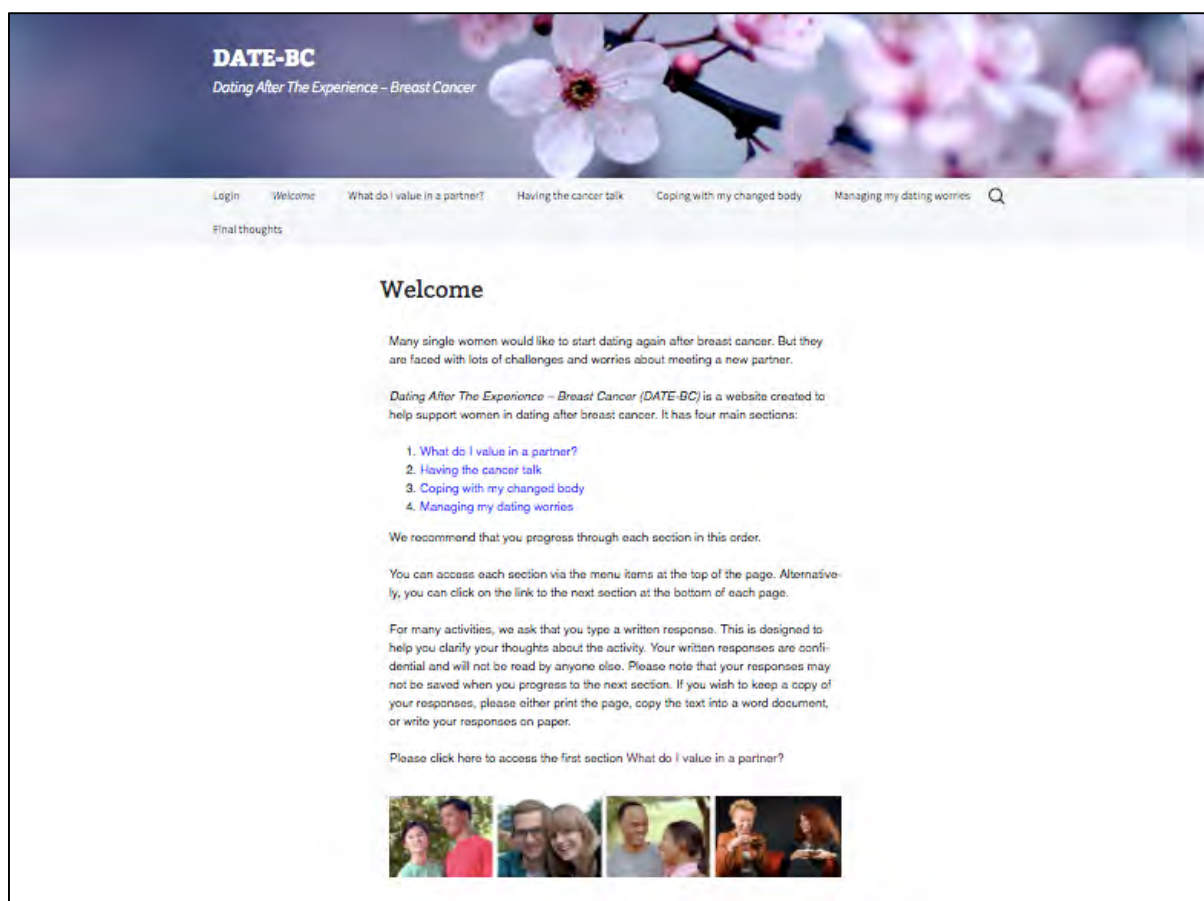 DATE-BC
Dating After The Experience – Breast Cancer
Login Welcome What do I value in a partner? Having the cancer talk Coping with my changed body Managing my dating worries
Final thoughts
Welcome
Many single women would like to start dating again after breast cancer. But they
are faced with lots of challenges and worries about meeting a new partner.
Dating After The Experience – Breast Cancer (DATE-BC) is a website created to
help support women in dating after breast cancer. It has four main sections:
1. What do I value in a partner?
2. Having the cancer talk
3. Coping with my changed body
4. Managing my dating worries
We recommend that you progress through each section in this order.
You can access each section via the menu items at the top of the page. Alternative-
ly, you can click on the link to the next section at the bottom of each page.
For many activities, we ask that you type a written response. This is designed to
help you clarify your thoughts about the activity. Your written responses are confi-
dential and will not be read by anyone else. Please note that your responses may
not be saved when you progress to the next section. If you wish to keep a copy of
your responses, please either print the page, copy the text into a word document,
or write your responses on paper.
Please click here to access the first section What do I value in a partner?